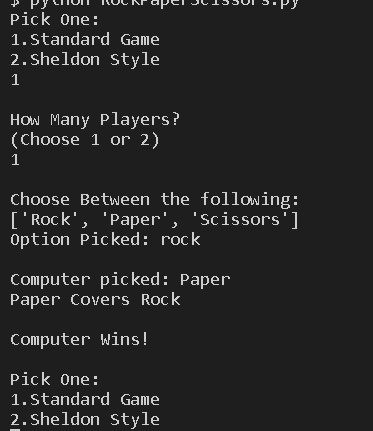 $ python RockPaperScissors.py
Pick One:
1.Standard Game
2.Sheldon Style
1
How Many Players?
(Choose 1 or 2)
1
Choose Between the following:
['Rock', 'Paper', 'Scissors']
Option Picked: rock
Computer picked: Paper
Paper Covers Rock
Computer Wins!
Pick One:
1.Standard Game
2.Sheldon Style